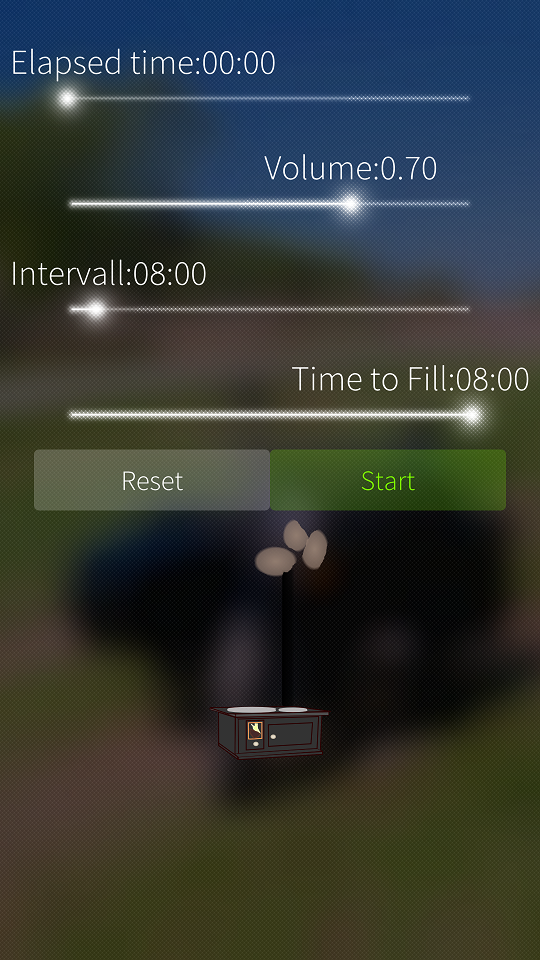 Elapsed time:00:00
Volume:0.70
Intervall:08:00
Time to Fill:08:00
Reset
Start